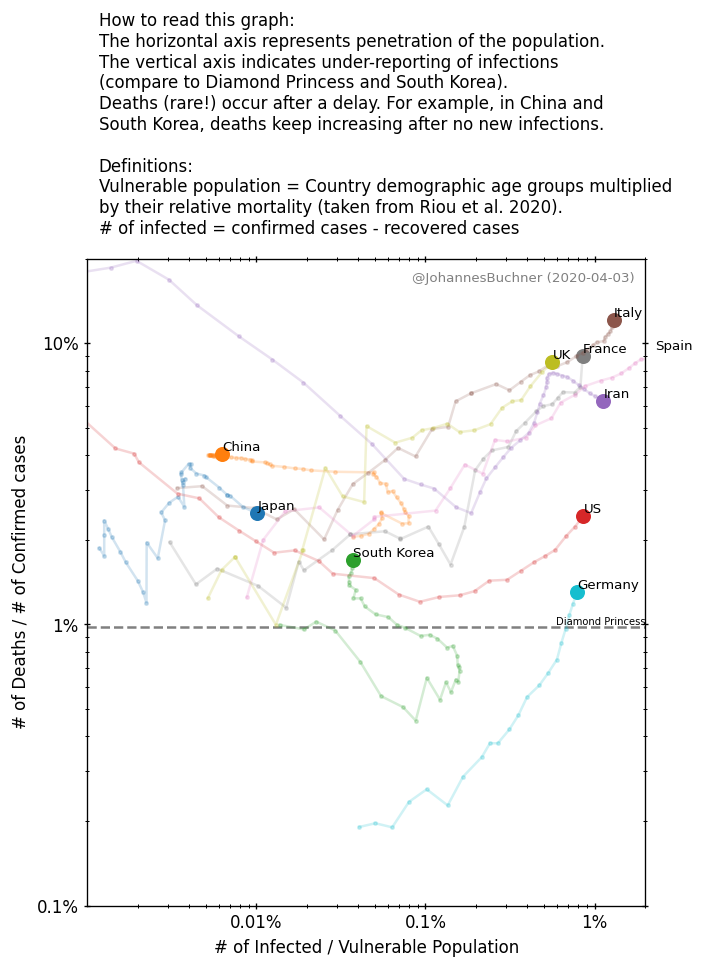 How to read this graph:
The horizontal axis represents penetration of the population.
The vertical axis indicates under-reporting of infections
(compare to Diamond Princess and South Korea).
Deaths (rare!) occur after a delay. For example, in China and
South Korea, deaths keep increasing after no new infections.
Definitions:
Vulnerable population = Country demographic age groups multiplied
by their relative mortality (taken from Riou et al. 2020).
# of infected = confirmed cases - recovered cases
@JohannesBuchner (2020-04-03)
Italy
10%
UK
France
Spain
Iran
China
Japan
US
South Korea
Germany
1%
Diamond Princess
0.1%
# of Deaths / # of Confirmed cases
0.01%
0.1%
1%
# of Infected / Vulnerable Population